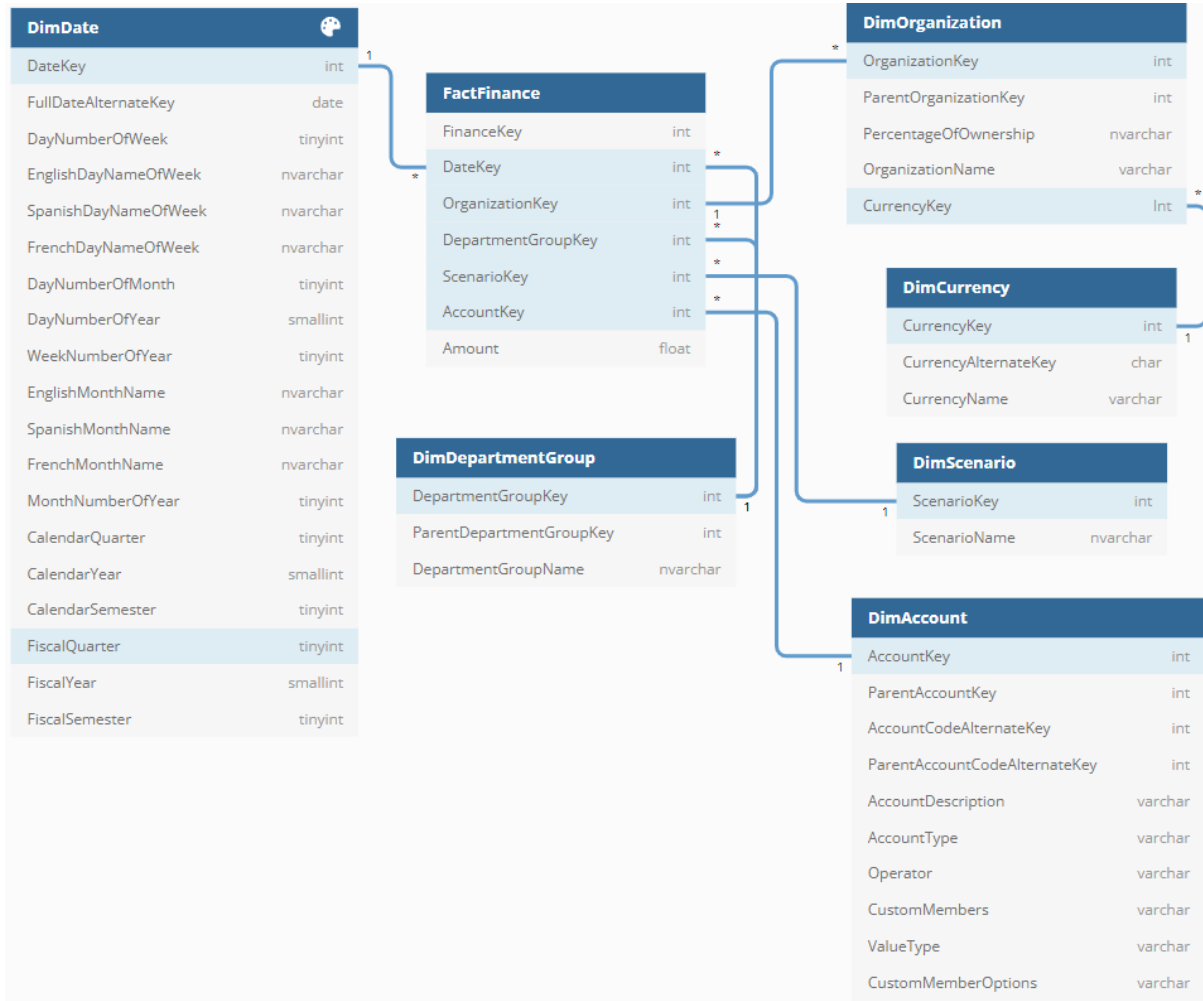 DimDate
DateKey int
FullDateAlternateKey date
DayNumberOfWeek tinyint
EnglishDayNameOfWeek nvarchar
SpanishDayNameOfWeek nvarchar
FrenchDayNameOfWeek nvarchar
DayNumberOfMonth tinyint
DayNumberOfYear smallint
WeekNumberOfYear tinyint
EnglishMonthName nvarchar
SpanishMonthName nvarchar
FrenchMonthName nvarchar
MonthNumberOfYear tinyint
CalendarQuarter tinyint
CalendarYear smallint
CalendarSemester tinyint
FiscalQuarter tinyint
FiscalYear smallint
FiscalSemester tinyint
1
*
FactFinance
FinanceKey int
DateKey int
*
OrganizationKey int
1
DepartmentGroupKey int
*
ScenarioKey int
*
AccountKey int
*
Amount float
DimDepartmentGroup
DepartmentGroupKey int
1
ParentDepartmentGroupKey int
DepartmentGroupName nvarchar
DimOrganization
*
OrganizationKey int
ParentOrganizationKey int
PercentageOfOwnership nvarchar
OrganizationName varchar
CurrencyKey Int
*
DimCurrency
CurrencyKey int
1
CurrencyAlternateKey char
CurrencyName varchar
DimScenario
ScenarioKey int
1
ScenarioName nvarchar
DimAccount
AccountKey int
1
ParentAccountKey int
AccountCodeAlternateKey int
ParentAccountCodeAlternateKey int
AccountDescription varchar
AccountType varchar
Operator varchar
CustomMembers varchar
ValueType varchar
CustomMemberOptions varchar